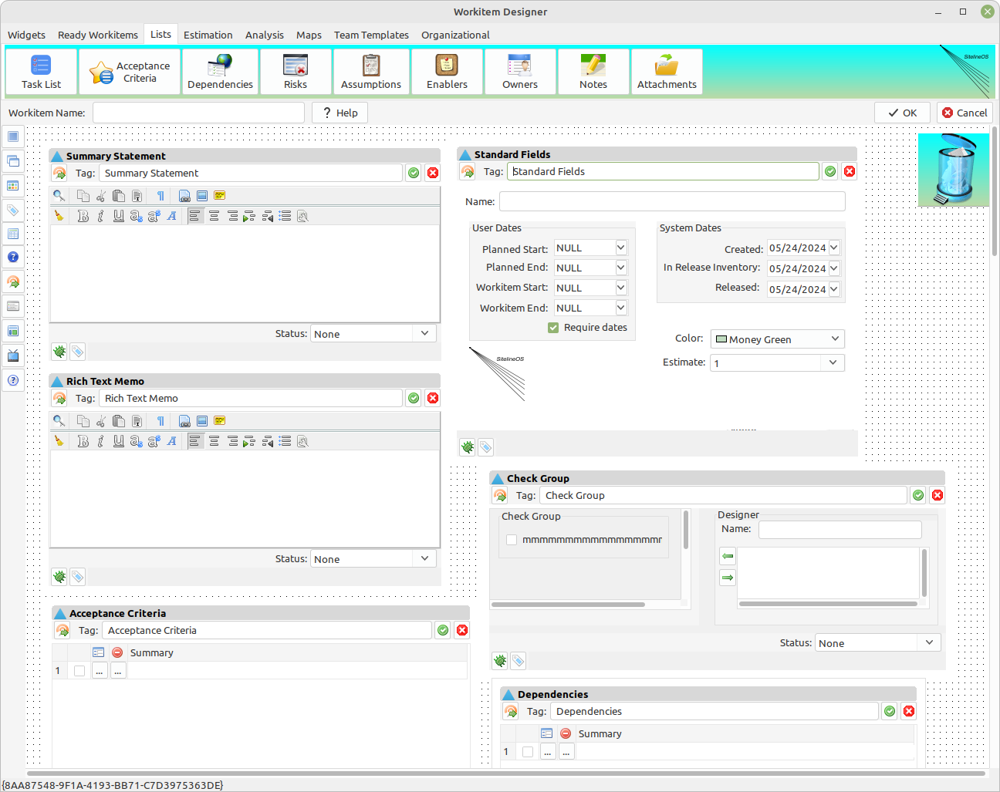 Workitem Designer
Widgets Ready Workitems Lists Estimation Analysis Maps Team Templates Organizational
Task List
Acceptance Criteria
Dependencies
Risks
Assumptions
Enablers
Owners
Notes
Attachments
SitelineOS
Workitem Name:
? Help
OK
Cancel
Summary Statement
Tag: Summary Statement
Status: None
Rich Text Memo
Tag: Rich Text Memo
Status: None
Acceptance Criteria
Tag: Acceptance Criteria
Summary
1 ... ...
Standard Fields
Tag: Standard Fields
Name:
User Dates
Planned Start: NULL
Planned End: NULL
Workitem Start: NULL
Workitem End: NULL
Require dates
System Dates
Created: 05/24/2024
In Release Inventory: 05/24/2024
Released: 05/24/2024
Color: Money Green
Estimate: 1
SitelineOS
Check Group
Tag: Check Group
Check Group
Designer
Name:
Status: None
Dependencies
Tag: Dependencies
Summary
1 ... ...
{8AA87548-9F1A-4193-BB71-C7D3975363DE}